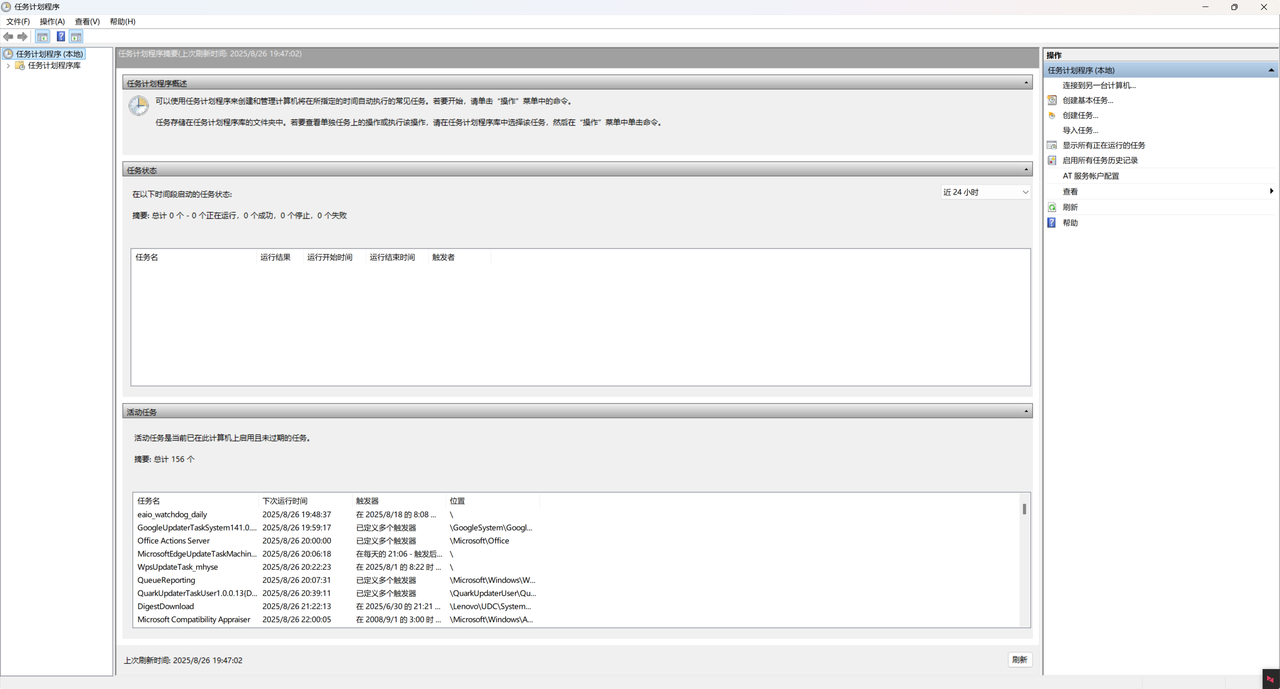 任务计划程序
文件(F) 操作(A) 查看(V) 帮助(H)
任务计划程序 (本地)
任务计划程序库
任务计划程序摘要(上次刷新时间: 2025/8/26 19:47:02)
任务计划程序概述
可以使用任务计划程序来创建和管理计算机将在所指定的时间自动执行的常见任务。若要开始，请单击“操作”菜单中的命令。
任务存储在任务计划程序库的文件夹中。若要查看单独任务上的操作或执行该操作，请在任务计划程序库中选择该任务，然后在“操作”菜单中单击命令。
任务状态
在以下时间段启动的任务状态:
近 24 小时
摘要: 总计 0 个 - 0 个正在运行，0 个成功，0 个停止，0 个失败
任务名 运行结果 运行开始时间 运行结束时间 触发者
活动任务
活动任务是当前已在此计算机上启用且未过期的任务。
摘要: 总计 156 个
任务名 下次运行时间 触发器 位置
eaio_watchdog_daily 2025/8/26 19:48:37 在 2025/8/18 的 8:08 ... \
GoogleUpdaterTaskSystem141.0.... 2025/8/26 19:59:17 已定义多个触发器 \GoogleSystem\Googl...
Office Actions Server 2025/8/26 20:00:00 已定义多个触发器 \Microsoft\Office
MicrosoftEdgeUpdateTaskMachin... 2025/8/26 20:06:18 在每天的 21:06 - 触发后... \
WpsUpdateTask_mhyse 2025/8/26 20:22:23 在 2025/8/1 的 8:22 时 ... \
QueueReporting 2025/8/26 20:07:31 已定义多个触发器 \Microsoft\Windows\W...
QuarkUpdaterTaskUser1.0.0.13(D... 2025/8/26 20:39:11 已定义多个触发器 \QuarkUpdaterUser\Qu...
DigestDownload 2025/8/26 21:22:13 在 2025/6/30 的 21:21 ... \Lenovo\UDC\System...
Microsoft Compatibility Appraiser 2025/8/26 22:00:05 在 2008/9/1 的 3:00 时 ... \Microsoft\Windows\A...
上次刷新时间: 2025/8/26 19:47:02
刷新
操作
任务计划程序 (本地)
连接到另一台计算机...
创建基本任务...
创建任务...
导入任务...
显示所有正在运行的任务
启用所有任务历史记录
AT 服务帐户配置
查看
刷新
帮助